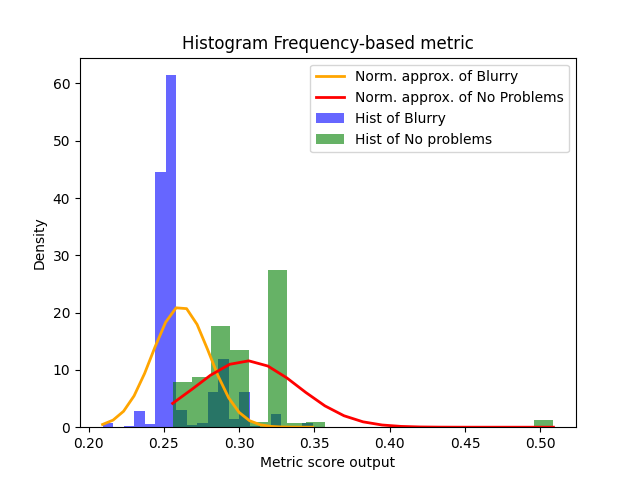 Histogram Frequency-based metric
Norm. approx. of Blurry
Norm. approx. of No Problems
Hist of Blurry
Hist of No problems
60
50
40
30
20
10
0
Density
0.20 0.25 0.30 0.35 0.40 0.45 0.50
Metric score output